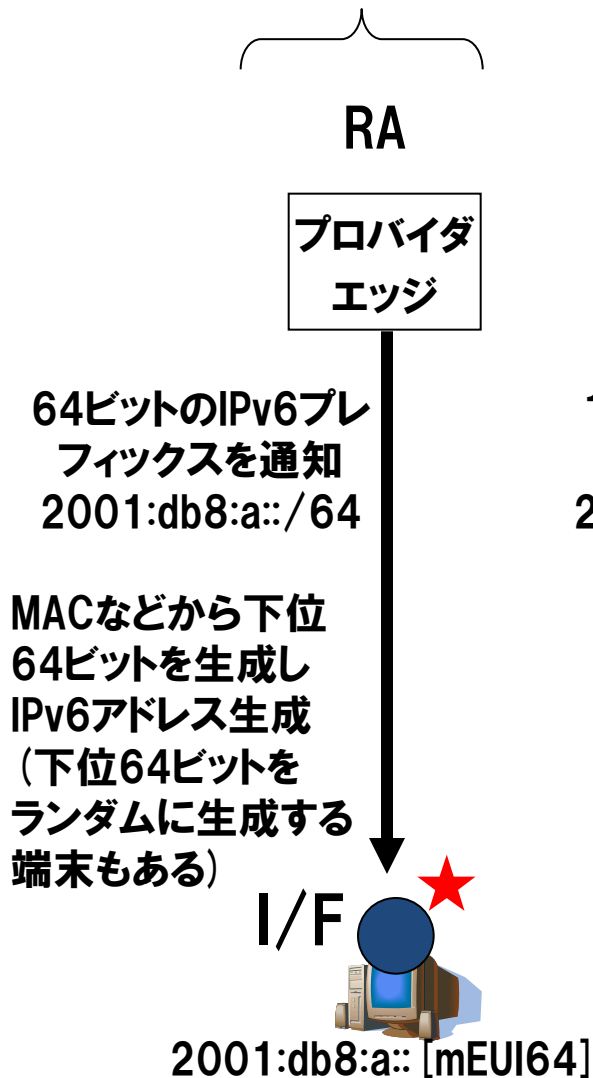 RA
プロバイダ
エッジ
64ビットのIPv6プレ
フィックスを通知
2001:db8:a::/64
MACなどから下位
64ビットを生成し
IPv6アドレス生成
(下位64ビットを
ランダムに生成する
端末もある)
I/F
2001:db8:a:: [mEUI64]